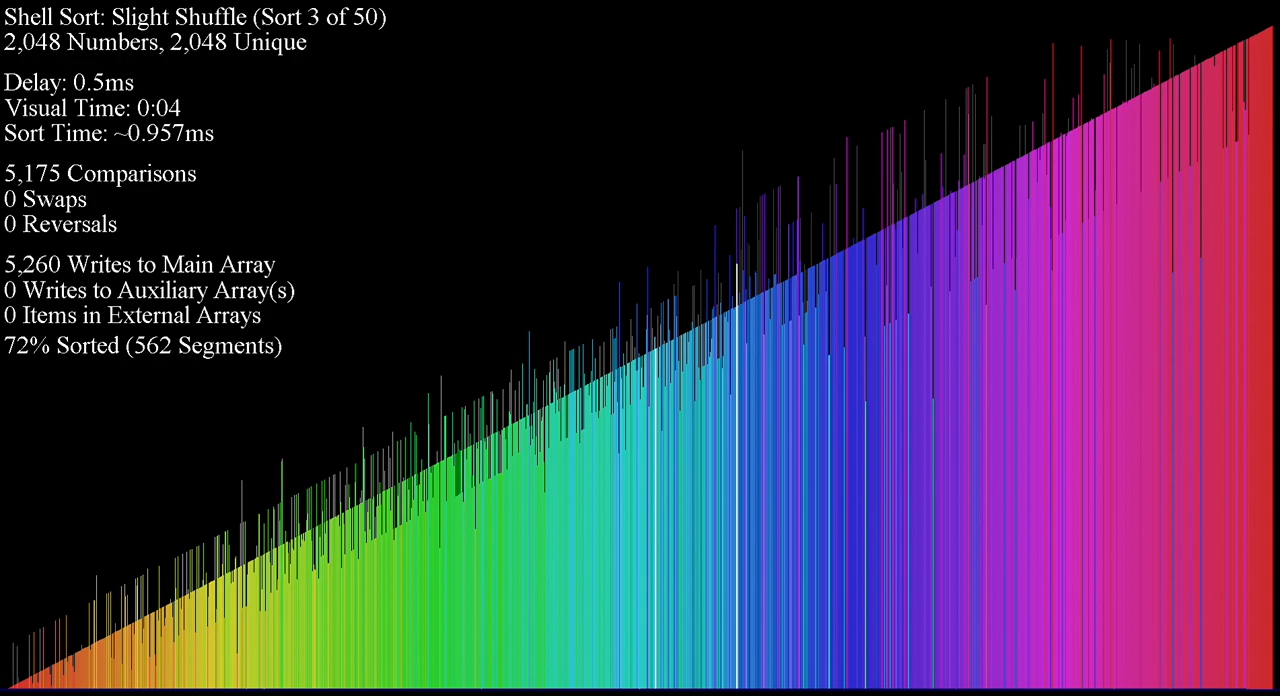 Shell Sort: Slight Shuffle (Sort 3 of 50)
2,048 Numbers, 2,048 Unique
Delay: 0.5ms
Visual Time: 0:04
Sort Time: ~0.957ms
5,175 Comparisons
0 Swaps
0 Reversals
5,260 Writes to Main Array
0 Writes to Auxiliary Array(s)
0 Items in External Arrays
72% Sorted (562 Segments)